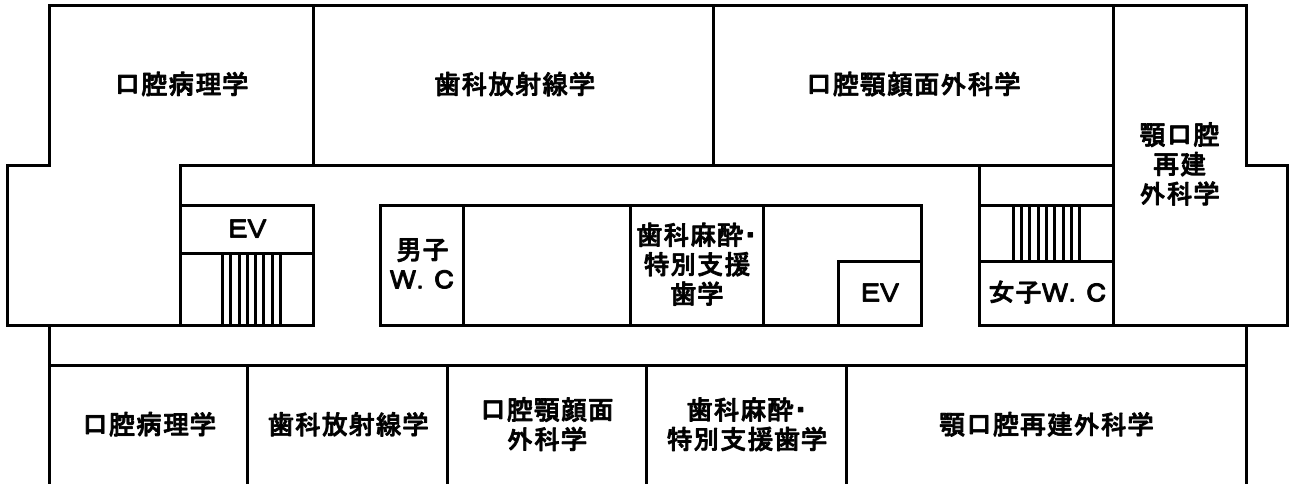 口腔病理学
歯科放射線学
口腔顎顔面外科学
顎口腔
再建
外科学
EV
男子
W. C
歯科麻酔・
特別支援
歯学
EV
女子W. C
口腔病理学
歯科放射線学
口腔顎顔面
外科学
歯科麻酔・
特別支援歯学
顎口腔再建外科学